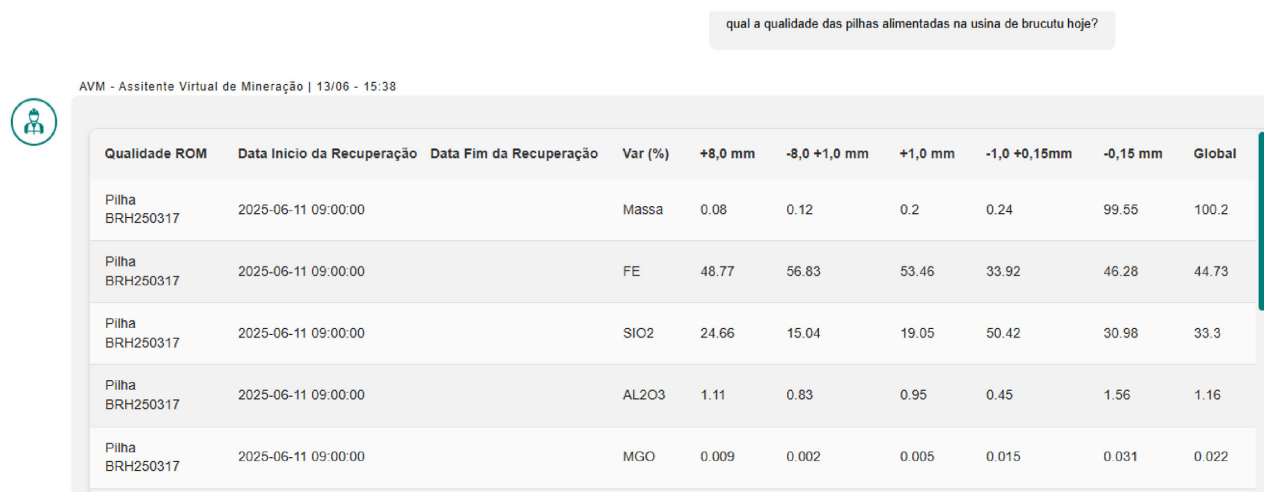 qual a qualidade das pilhas alimentadas na usina de brucutu hoje?
AVM - Assitente Virtual de Mineração | 13/06 - 15:38
Qualidade ROM Data Inicio da Recuperação Data Fim da Recuperação Var (%) +8,0 mm -8,0 +1,0 mm +1,0 mm -1,0 +0,15mm -0,15 mm Global
Pilha
BRH250317 2025-06-11 09:00:00 Massa 0.08 0.12 0.2 0.24 99.55 100.2
Pilha
BRH250317 2025-06-11 09:00:00 FE 48.77 56.83 53.46 33.92 46.28 44.73
Pilha
BRH250317 2025-06-11 09:00:00 SIO2 24.66 15.04 19.05 50.42 30.98 33.3
Pilha
BRH250317 2025-06-11 09:00:00 AL2O3 1.11 0.83 0.95 0.45 1.56 1.16
Pilha
BRH250317 2025-06-11 09:00:00 MGO 0.009 0.002 0.005 0.015 0.031 0.022